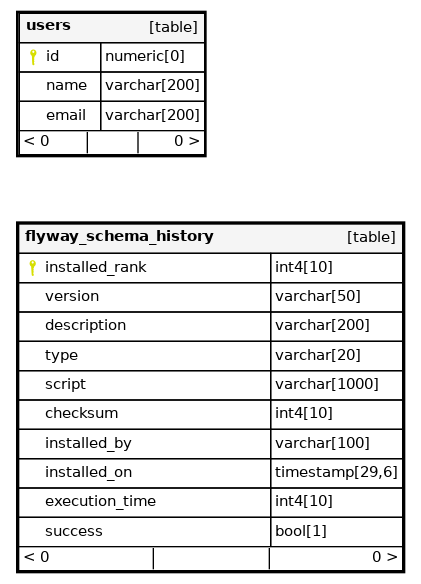 users [table]
id numeric[0]
name varchar[200]
email varchar[200]
< 0 0 >
flyway_schema_history [table]
installed_rank int4[10]
version varchar[50]
description varchar[200]
type varchar[20]
script varchar[1000]
checksum int4[10]
installed_by varchar[100]
installed_on timestamp[29,6]
execution_time int4[10]
success bool[1]
< 0 0 >